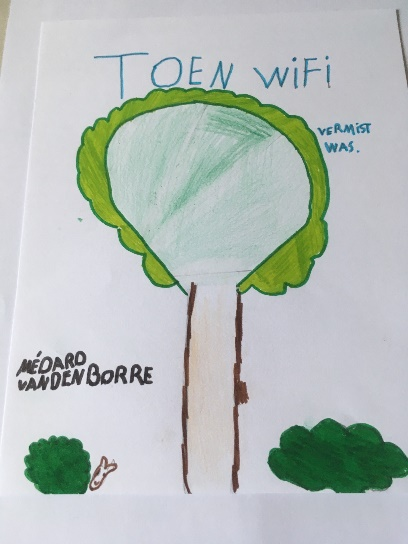 TOEN WiFi
VERMIST
WAS.
MÉDARD
VANDENBORRE